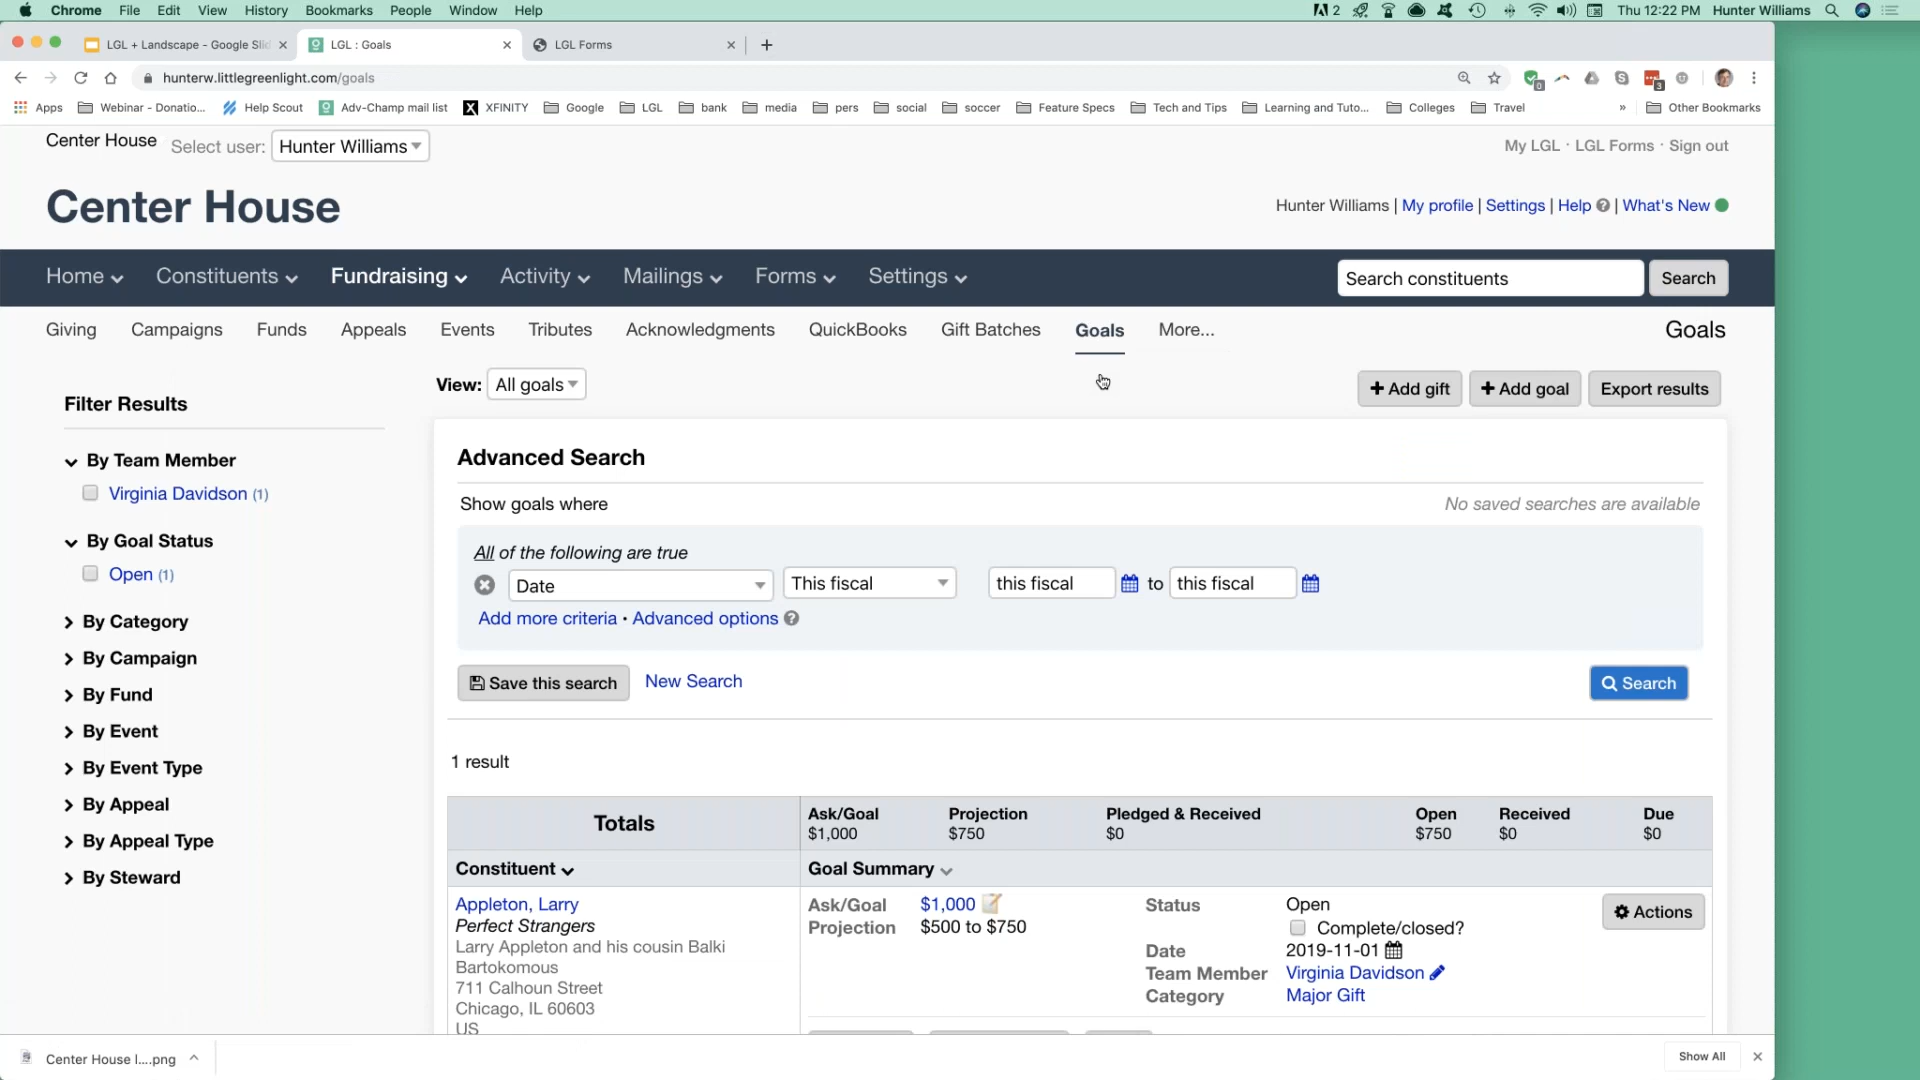 Chrome File Edit View History Bookmarks People Window Help 2 Thu 12:22 PM Hunter Williams
LGL + Landscape - Google Slid LGL : Goals LGL Forms
hunterw.littlegreenlight.com/goals
Apps Webinar - Donatio... Help Scout Adv-Champ mail list XFINITY Google LGL bank media pers social soccer Feature Specs Tech and Tips Learning and Tuto... Colleges Travel » Other Bookmarks
Center House Select user: Hunter Williams My LGL · LGL Forms · Sign out
Center House
Hunter Williams | My profile | Settings | Help ? | What's New
Home Constituents Fundraising Activity Mailings Forms Settings Search constituents Search
Giving Campaigns Funds Appeals Events Tributes Acknowledgments QuickBooks Gift Batches Goals More... Goals
View: All goals + Add gift + Add goal Export results
Filter Results
By Team Member
Virginia Davidson (1)
By Goal Status
Open (1)
By Category
By Campaign
By Fund
By Event
By Event Type
By Appeal
By Appeal Type
By Steward
Advanced Search
Show goals where No saved searches are available
All of the following are true
Date This fiscal this fiscal to this fiscal
Add more criteria • Advanced options ?
Save this search New Search Search
1 result
Totals
Ask/Goal Projection Pledged & Received Open Received Due
$1,000 $750 $0 $750 $0 $0
Constituent Goal Summary
Appleton, Larry
Perfect Strangers
Larry Appleton and his cousin Balki
Bartokomous
711 Calhoun Street
Chicago, IL 60603
US
Ask/Goal $1,000
Projection $500 to $750
Status Open
Complete/closed?
Date 2019-11-01
Team Member Virginia Davidson
Category Major Gift
Actions
Center House l....png Show All